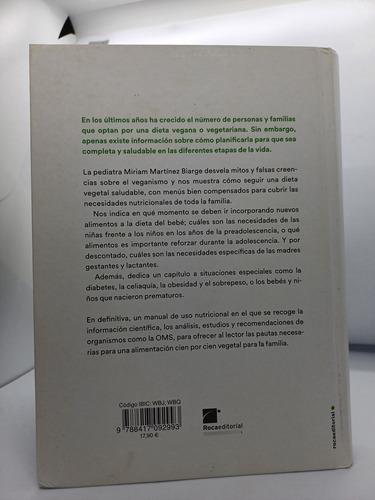 En los últimos años ha crecido el número de personas y familias
que optan por una dieta vegana o vegetariana. Sin embargo,
apenas existe información sobre cómo planificarla para que sea
completa y saludable en las diferentes etapas de la vida.
La pediatra Miriam Martínez Biarge desvela mitos y falsas creen-
cias sobre el veganismo y nos muestra cómo seguir una dieta
vegetal saludable, con menús bien compensados para cubrir las
necesidades nutricionales de toda la familia.
Nos indica en qué momento se deben ir incorporando nuevos
alimentos a la dieta del bebé; cuáles son las necesidades de las
niñas frente a los niños en los años de la preadolescencia, o qué
alimentos es importante reforzar durante la adolescencia. Y por
descontado, cuáles son las necesidades específicas de las madres
gestantes y lactantes.
Además, dedica un capítulo a situaciones especiales como la
diabetes, la celiaquía, la obesidad y el sobrepeso, o los bebés y ni-
ños que nacieron prematuros.
En definitiva, un manual de uso nutricional en el que se recoge la
información científica, los análisis, estudios y recomendaciones de
organismos como la OMS, para ofrecer al lector las pautas necesa-
rias para una alimentación cien por cien vegetal para la familia.
Código IBIC: WBJ; WBQ
9 788417 092993
17,90 €
Rocaeditorial
rocaeditorial